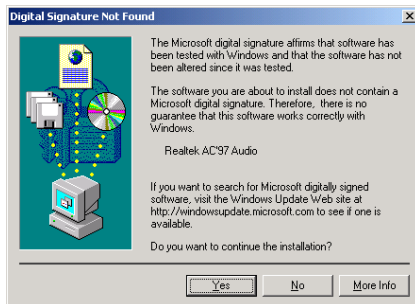 Digital Signature Not Found
The Microsoft digital signature affirms that software has
been tested with Windows and that the software has not
been altered since it was tested.
The software you are about to install does not contain a
Microsoft digital signature. Therefore, there is no
guarantee that this software works correctly with
Windows.
Realtek AC'97 Audio
If you want to search for Microsoft digitally signed
software, visit the Windows Update Web site at
http://windowsupdate.microsoft.com to see if one is
available.
Do you want to continue the installation?
Yes No More Info